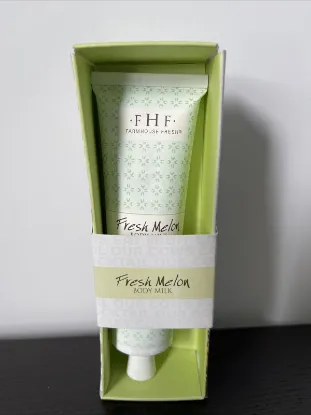 ·FHF·
FARMHOUSE FRESH®
Fresh Melon
Fresh Melon
BODY MILK